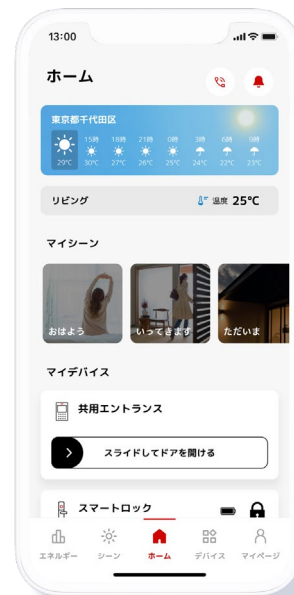 13:00
ホーム
東京都千代田区
15時 18時 21時 0時 3時 6時 9時
29℃ 30℃ 27℃ 26℃ 25℃ 24℃ 22℃ 23℃
リビング 温度 25℃
マイシーン
おはよう いってきます ただいま
マイデバイス
共用エントランス
スライドしてドアを開ける
スマートロック
エネルギー シーン ホーム デバイス マイページ